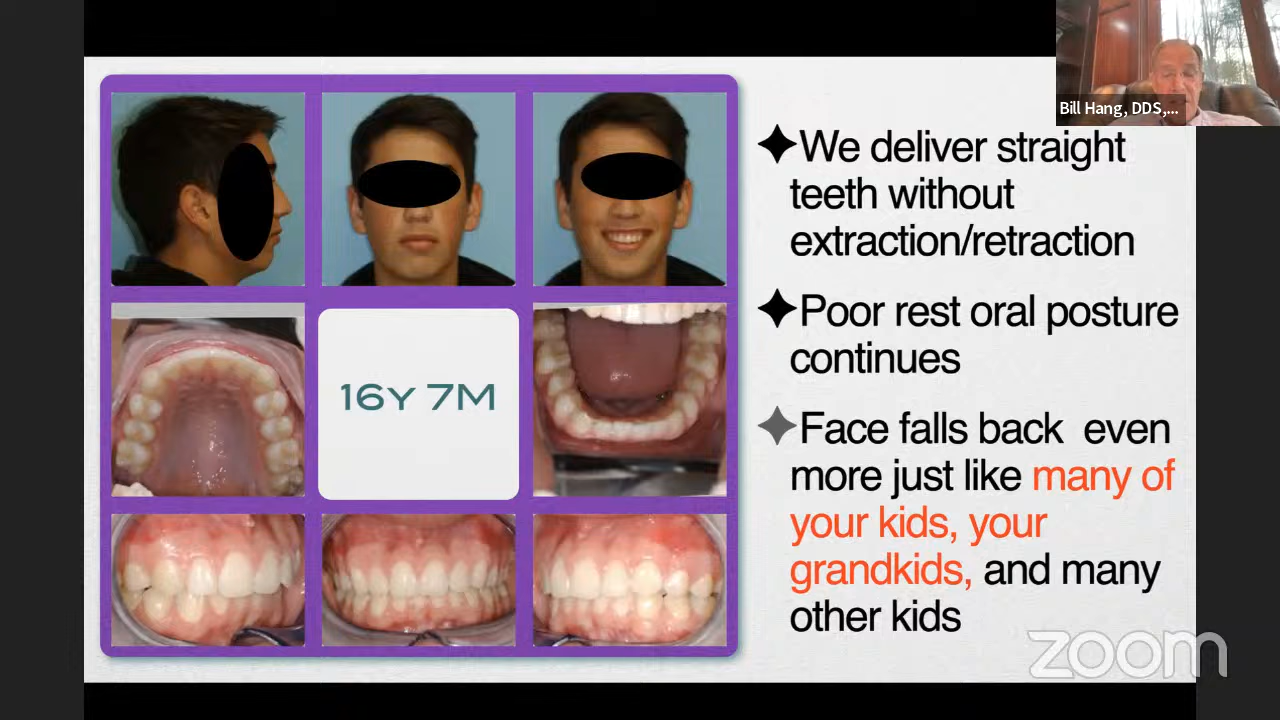 Bill Hang, DDS,...
We deliver straight
teeth without
extraction/retraction
Poor rest oral posture
continues
Face falls back even
more just like many of
your kids, your
grandkids, and many
other kids
16Y 7M
zoom